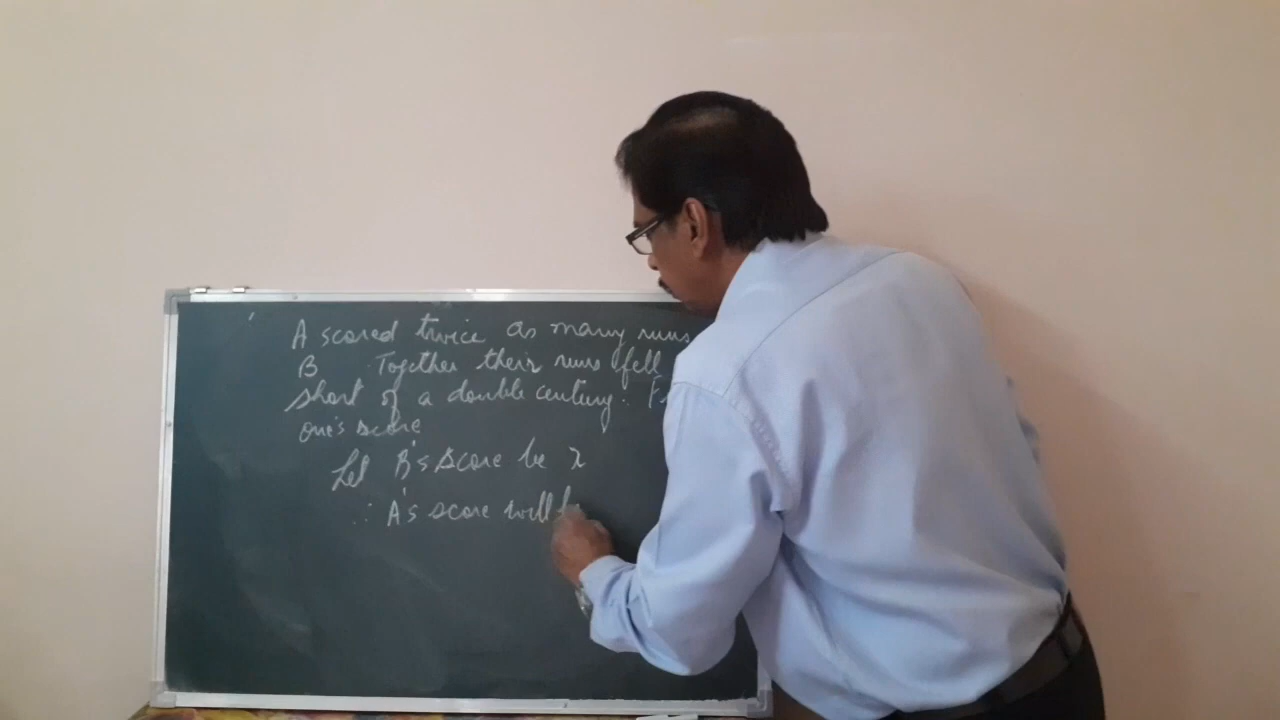 A scored twice as many runs
B Together their runs fell
short of a double century. F
one's score
Let B's score be x
∴ A's score will b